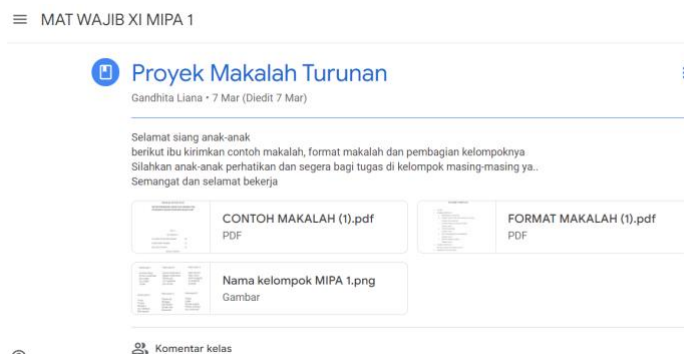 MAT WAJIB XI MIPA 1
Proyek Makalah Turunan
Gandhita Liana • 7 Mar (Diedit 7 Mar)
Selamat siang anak-anak
berikut ibu kirimkan contoh makalah, format makalah dan pembagian kelompoknya
Silahkan anak-anak perhatikan dan segera bagi tugas di kelompok masing-masing ya..
Semangat dan selamat bekerja
CONTOH MAKALAH (1).pdf
PDF
FORMAT MAKALAH (1).pdf
PDF
Nama kelompok MIPA 1.png
Gambar
Komentar kelas